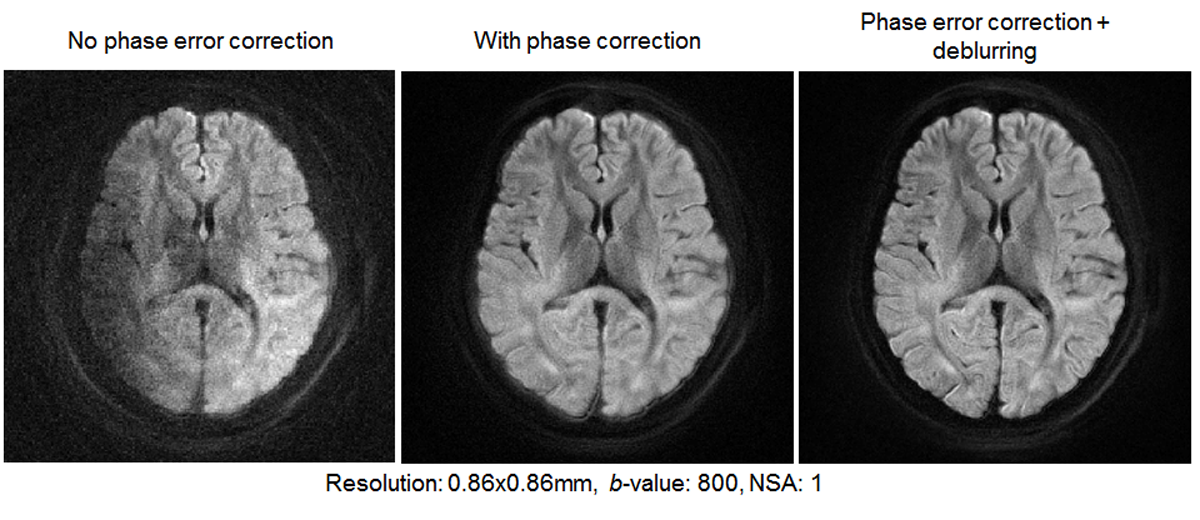 No phase error correction
With phase correction
Phase error correction +
deblurring
Resolution: 0.86x0.86mm, b-value: 800, NSA: 1